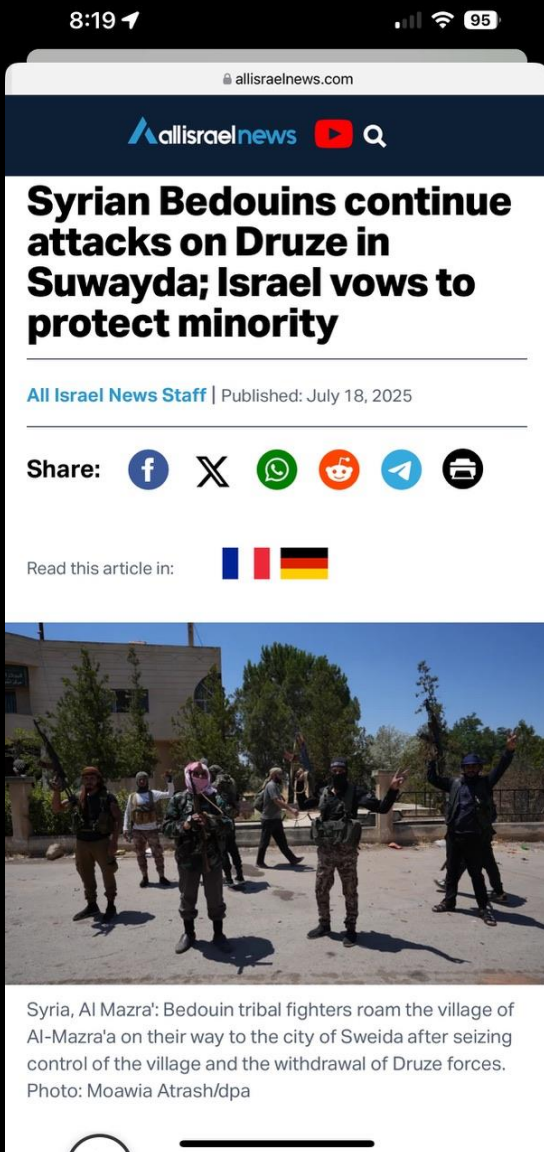 8:19
95
allisraelnews.com
allisraelnews
Syrian Bedouins continue
attacks on Druze in
Suwayda; Israel vows to
protect minority
All Israel News Staff | Published: July 18, 2025
Share:
Read this article in:
Syria, Al Mazra': Bedouin tribal fighters roam the village of
Al-Mazra'a on their way to the city of Sweida after seizing
control of the village and the withdrawal of Druze forces.
Photo: Moawia Atrash/dpa